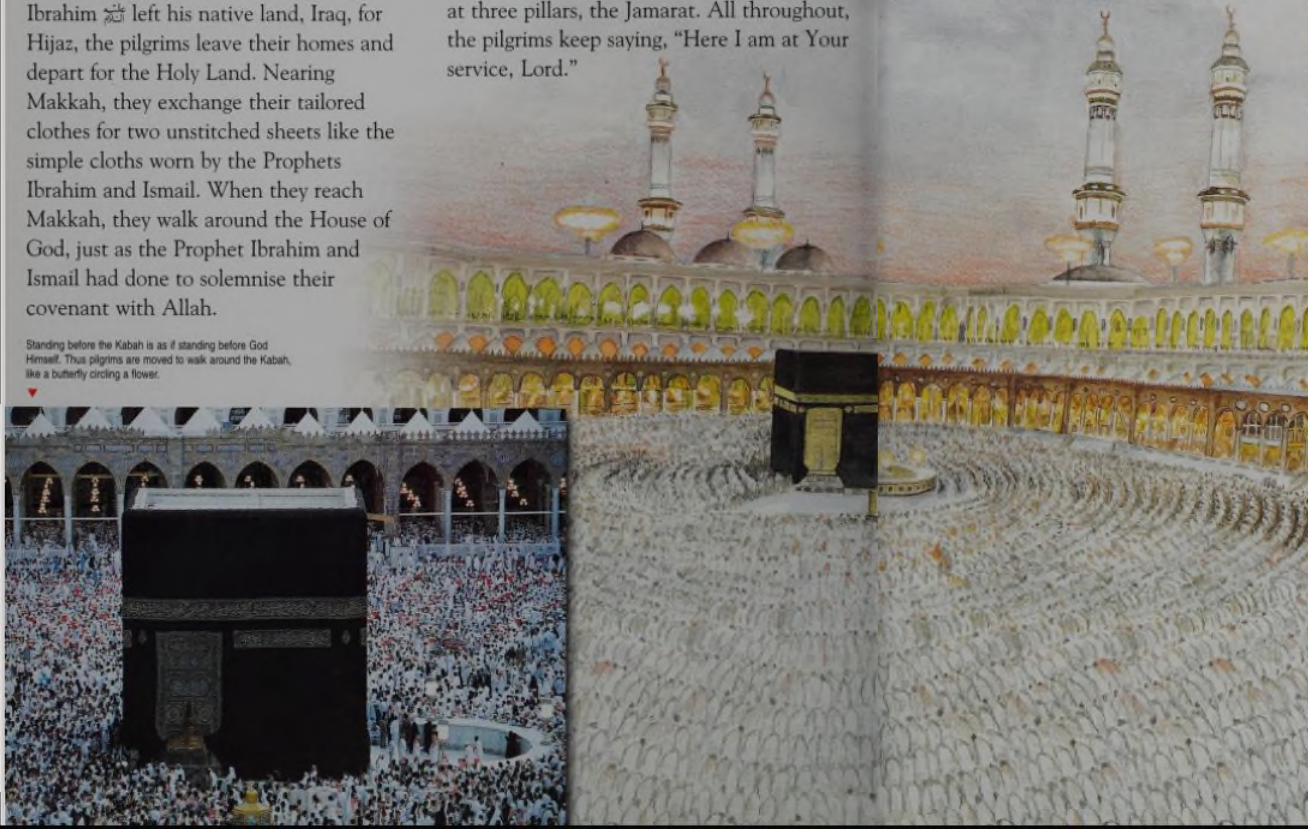 Ibrahim ﷺ left his native land, Iraq, for
Hijaz, the pilgrims leave their homes and
depart for the Holy Land. Nearing
Makkah, they exchange their tailored
clothes for two unstitched sheets like the
simple cloths worn by the Prophets
Ibrahim and Ismail. When they reach
Makkah, they walk around the House of
God, just as the Prophet Ibrahim and
Ismail had done to solemnise their
covenant with Allah.
at three pillars, the Jamarat. All throughout,
the pilgrims keep saying, “Here I am at Your
service, Lord.”
Standing before the Kabah is as if standing before God
Himself. Thus pilgrims are moved to walk around the Kabah,
like a butterfly circling a flower.